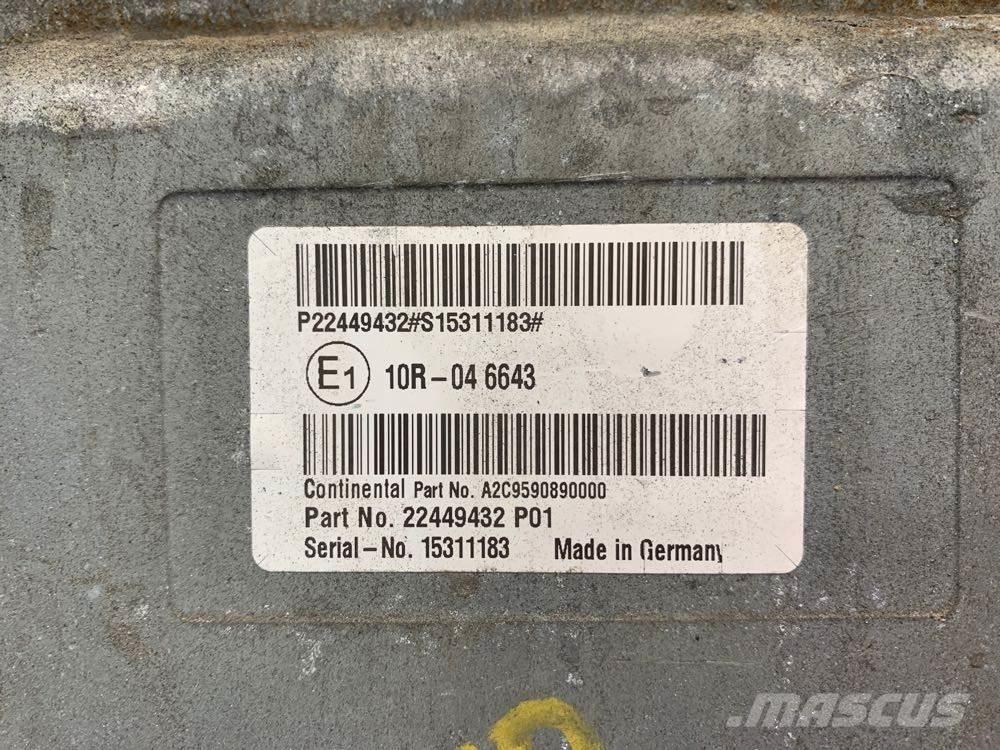 P22449432#S15311183#
E1 10R-04 6643
Continental Part No. A2C9590890000
Part No. 22449432 P01
Serial-No. 15311183 Made in Germany
MASCUS